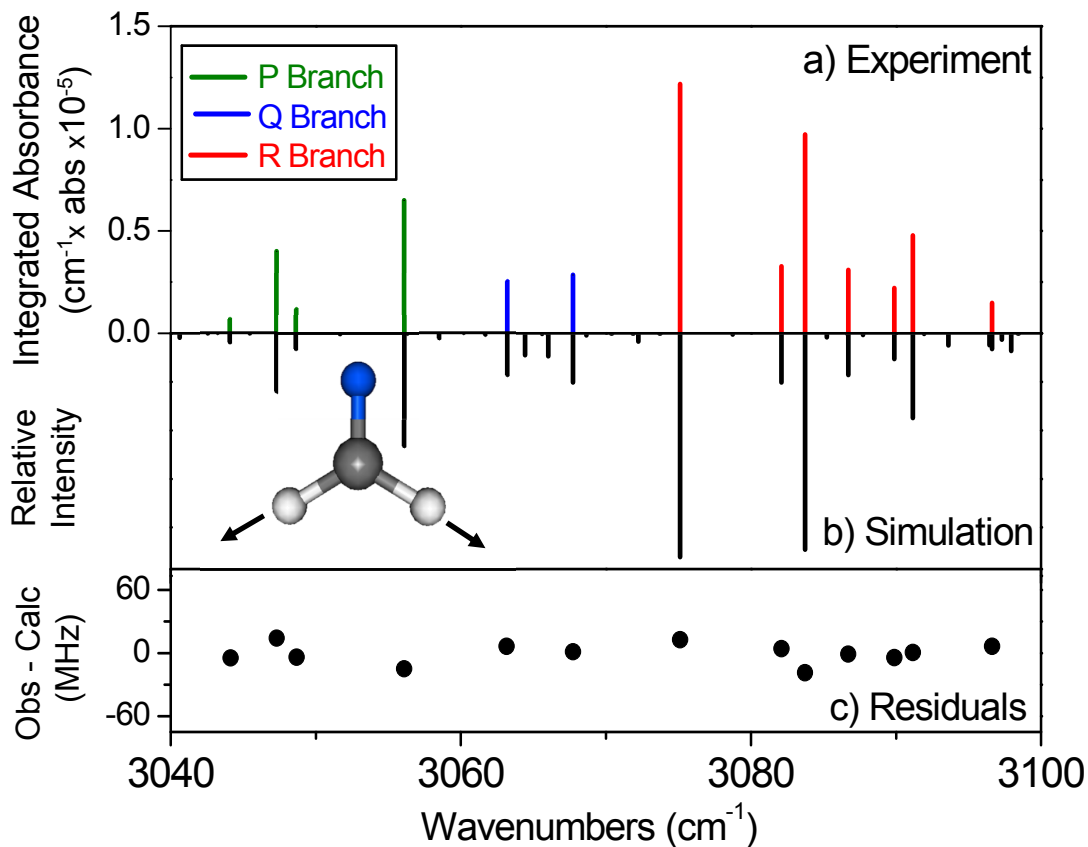 Integrated Absorbance
(cm⁻¹x abs x10⁻⁵)
1.5
1.0
0.5
0.0
P Branch
Q Branch
R Branch
a) Experiment
Relative
Intensity
b) Simulation
Obs - Calc
(MHz)
60
0
-60
c) Residuals
3040
3060
3080
3100
Wavenumbers (cm⁻¹)